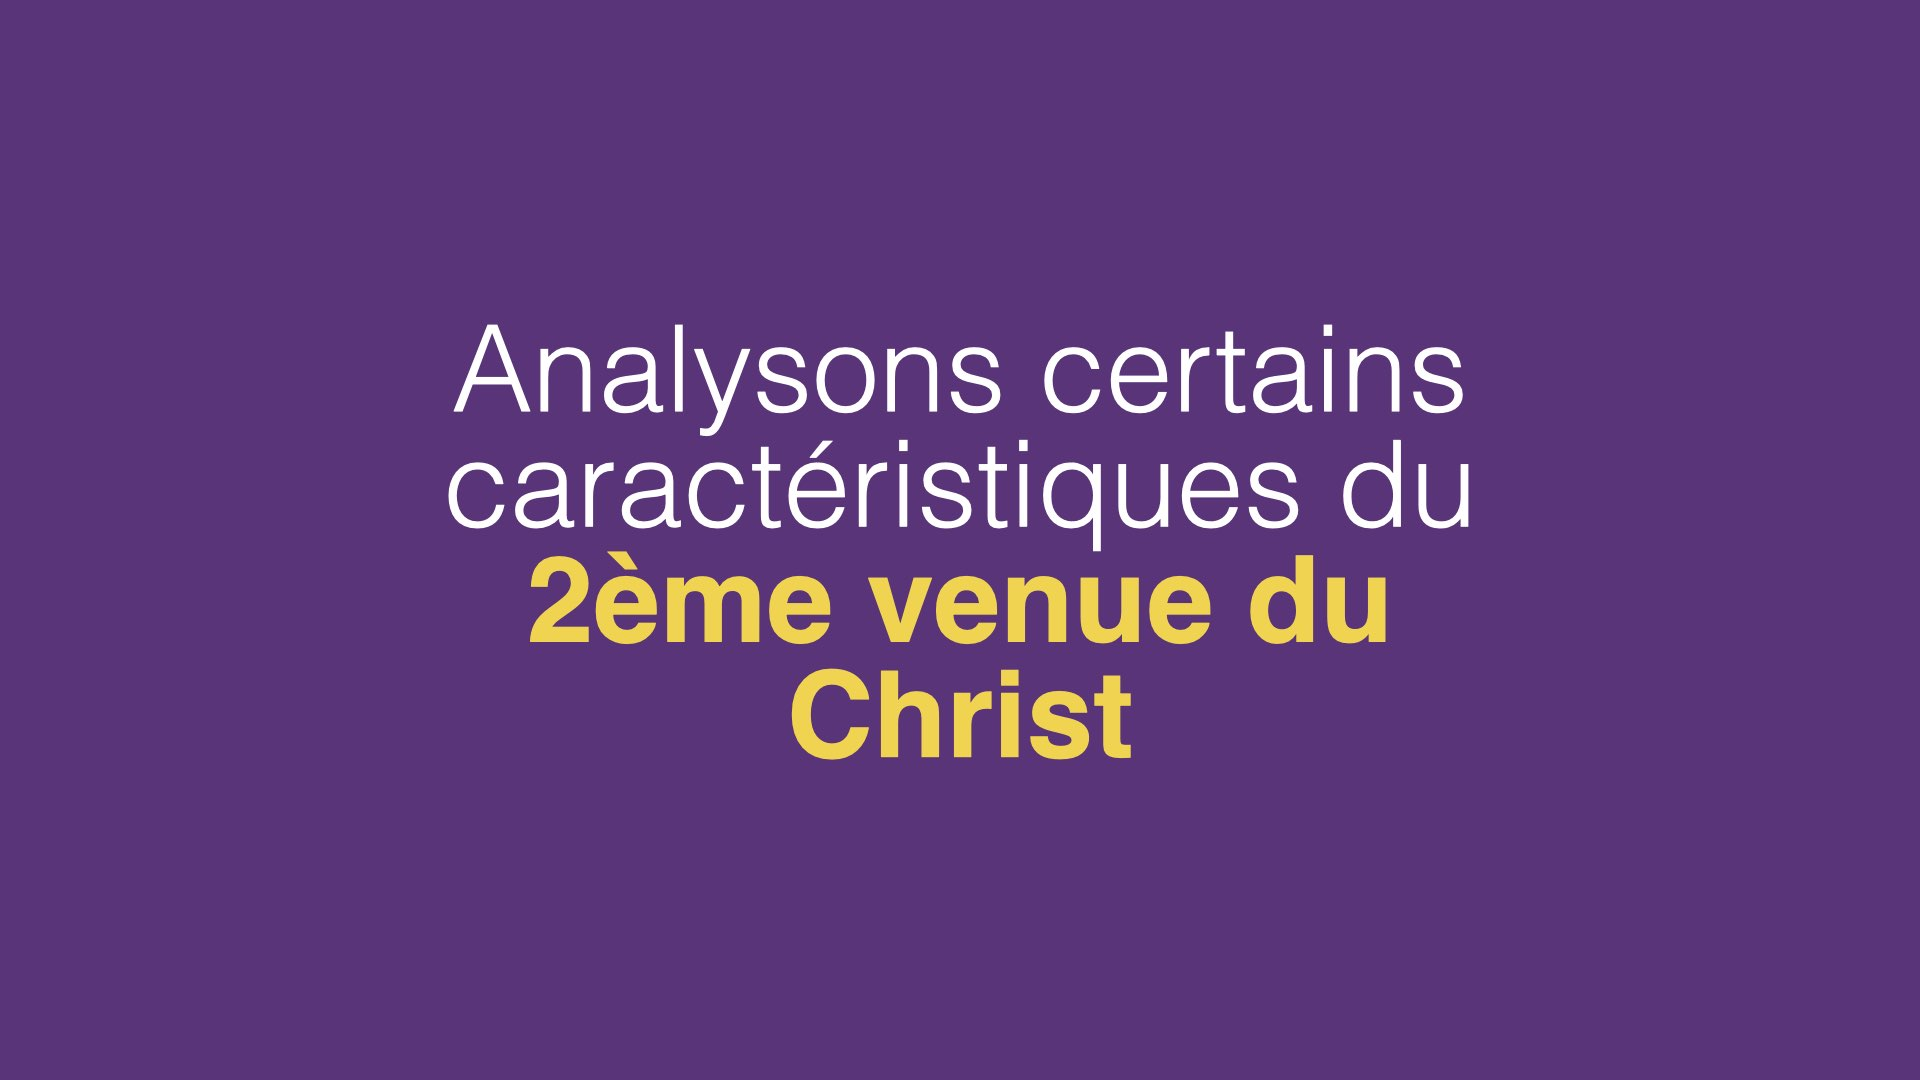 Analysons certains
caractéristiques du
2ème venue du
Christ